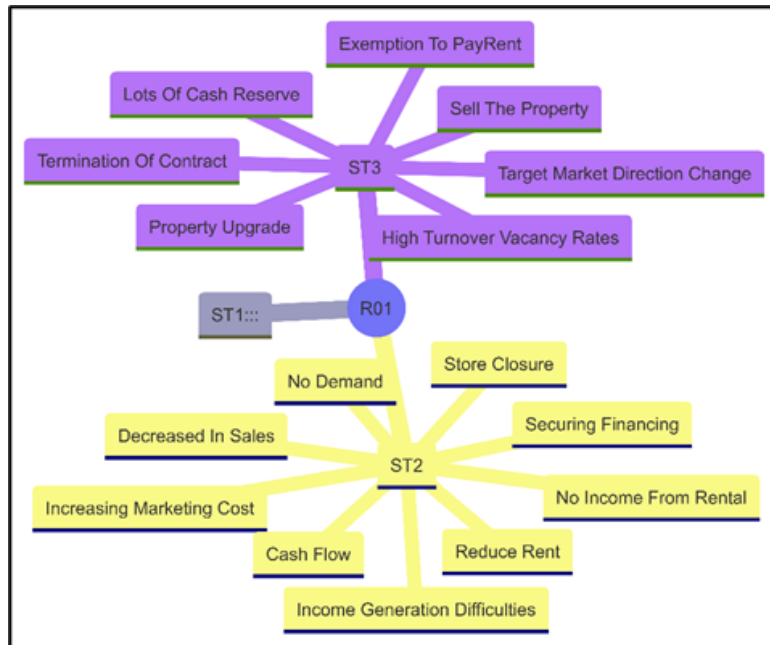 Exemption To PayRent
Lots Of Cash Reserve
Sell The Property
Termination Of Contract
ST3
Target Market Direction Change
Property Upgrade
High Turnover Vacancy Rates
ST1:::
R01
No Demand
Store Closure
Decreased In Sales
Securing Financing
ST2
Increasing Marketing Cost
No Income From Rental
Cash Flow
Reduce Rent
Income Generation Difficulties